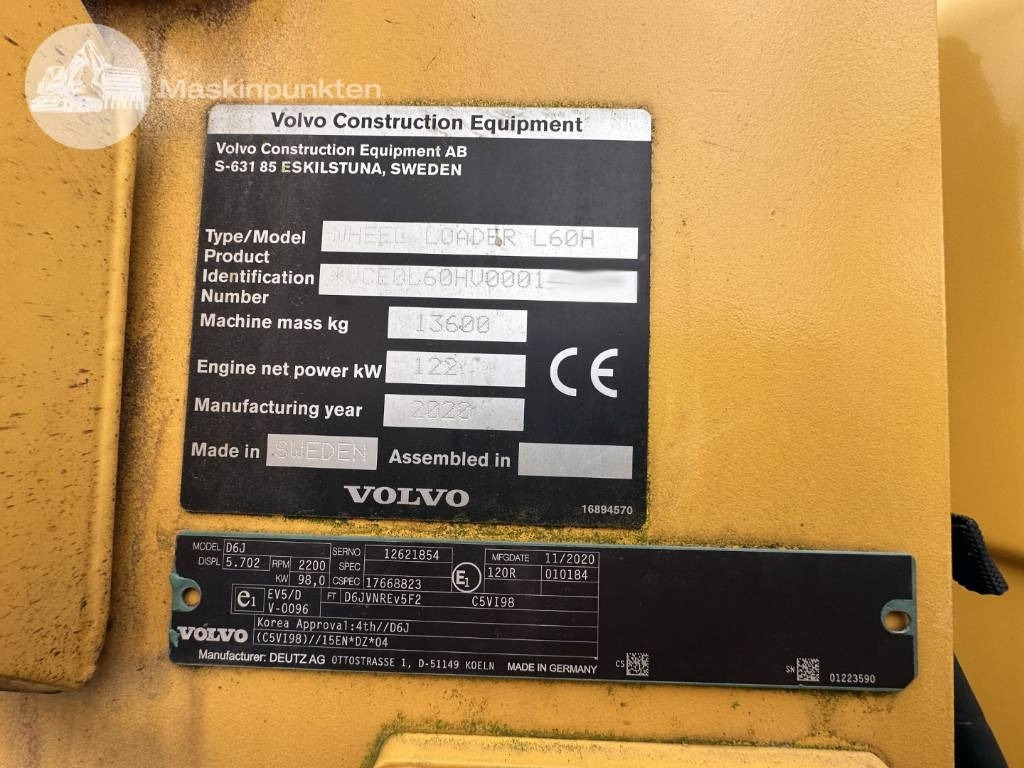 Maskinpunkten
Volvo Construction Equipment
Volvo Construction Equipment AB
S-631 85 ESKILSTUNA, SWEDEN
Type/Model WHEEL LOADER L60H
Product
Identification *VCE0L60HV0001
Number
Machine mass kg 13600
Engine net power kW 122
Manufacturing year 2020
Made in SWEDEN Assembled in
VOLVO
16894570
MODEL D6J SERNO 12621854 MFGDATE 11/2020
DISPL 5.702 RPM 2200 SPEC E1 120R 010184
KW 98,0 CSPEC 17668823
e1 EV5/D FT D6JVNREv5F2 C5VI98
V-0096
Korea Approval:4th//D6J
VOLVO (C5VI98)//15EN*DZ*04
Manufacturer: DEUTZ AG OTTOSTRASSE 1, D-51149 KOELN MADE IN GERMANY CS SN 01223590